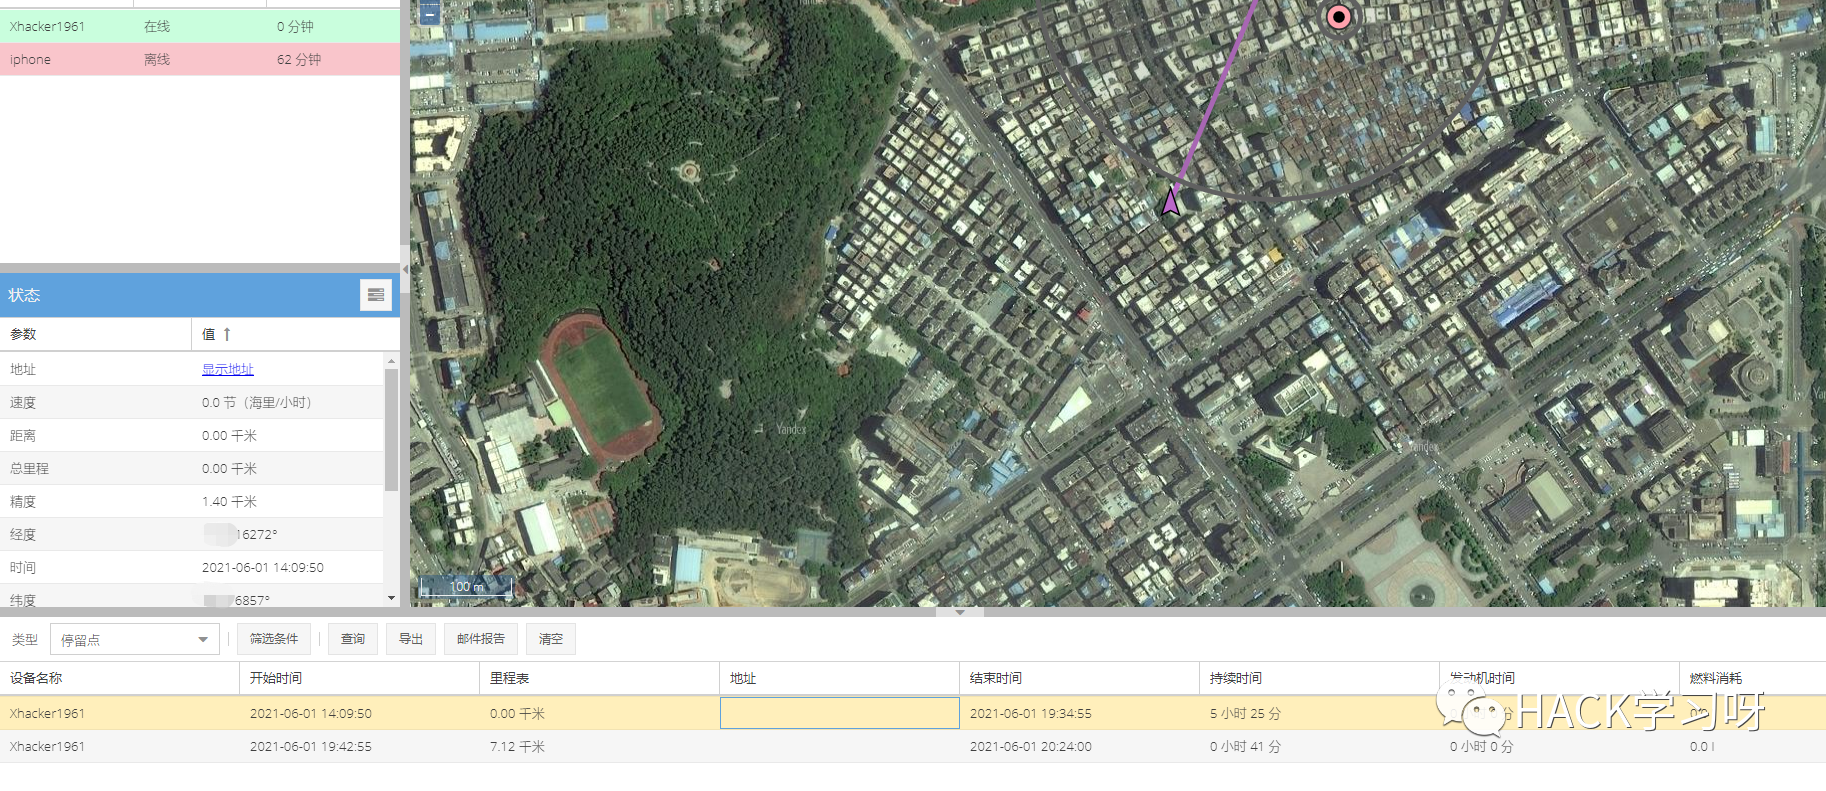 Xhacker1961 在线 0 分钟
iphone 离线 62 分钟
状态
参数 值
地址 显示地址
速度 0.0 节（海里/小时）
距离 0.00 千米
总里程 0.00 千米
精度 1.40 千米
经度 16272°
时间 2021-06-01 14:09:50
纬度 6857°
Yandex
Yandex
100 m
类型 停留点 筛选条件 查询 导出 邮件报告 清空
设备名称 开始时间 里程表 地址 结束时间 持续时间 发动机时间 燃料消耗
Xhacker1961 2021-06-01 14:09:50 0.00 千米 2021-06-01 19:34:55 5 小时 25 分
Xhacker1961 2021-06-01 19:42:55 7.12 千米 2021-06-01 20:24:00 0 小时 41 分 0 小时 0 分 0.0 l
HACK学习呀